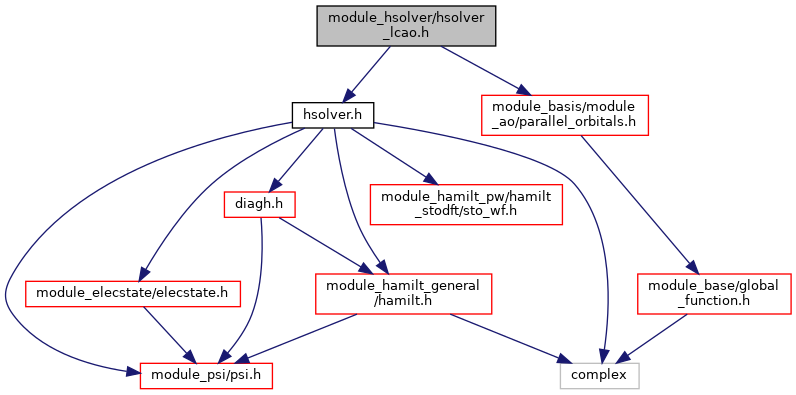 module_hsolver/hsolver
_lcao.h
hsolver.h
module_basis/module
_ao/parallel_orbitals.h
diagh.h
module_hamilt_pw/hamilt
_stodft/sto_wf.h
module_elecstate/elecstate.h
module_hamilt_general
/hamilt.h
module_base/global
_function.h
module_psi/psi.h
complex